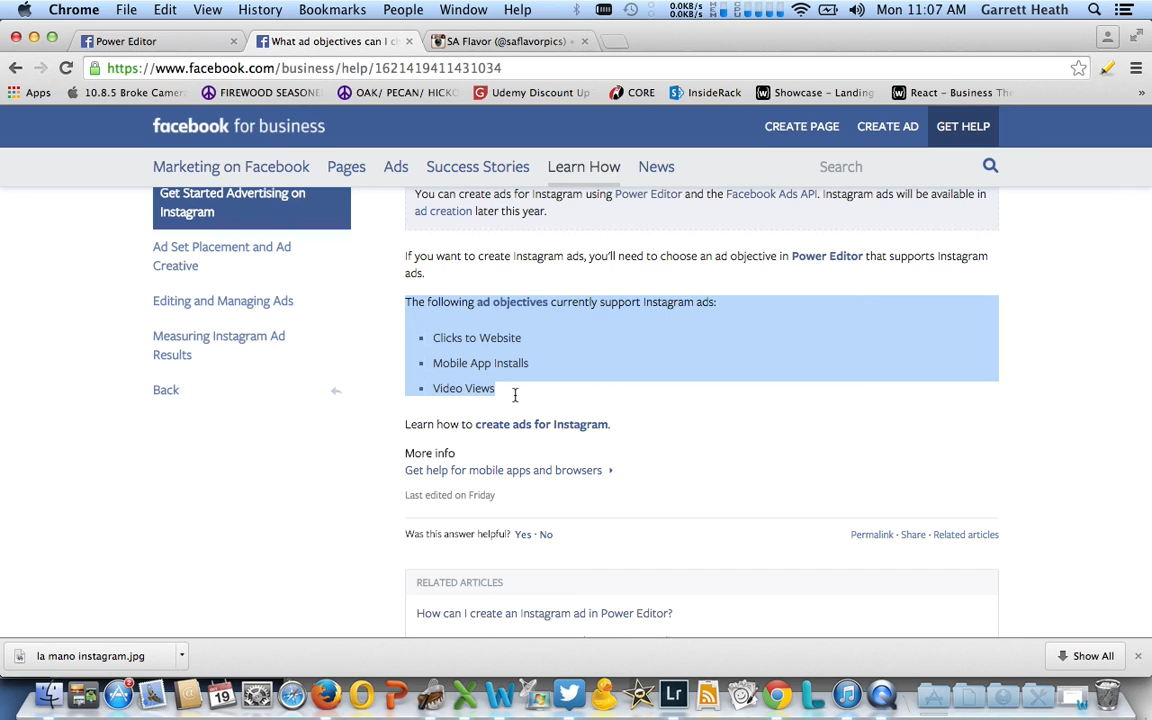 Chrome File Edit View History Bookmarks People Window Help 0.0KB/s 0.0KB/s Mon 11:07 AM Garrett Heath
Power Editor × What ad objectives can I c × SA Flavor (@saflavorpics) • ×
https://www.facebook.com/business/help/1621419411431034
Apps 10.8.5 Broke Camer FIREWOOD SEASONE OAK/ PECAN/ HICKO Udemy Discount Up CORE InsideRack Showcase - Landing React - Business Th »
facebook for business CREATE PAGE CREATE AD GET HELP
Marketing on Facebook Pages Ads Success Stories Learn How News Search
Get Started Advertising on
Instagram
Ad Set Placement and Ad
Creative
Editing and Managing Ads
Measuring Instagram Ad
Results
Back
You can create ads for Instagram using Power Editor and the Facebook Ads API. Instagram ads will be available in
ad creation later this year.
If you want to create Instagram ads, you'll need to choose an ad objective in Power Editor that supports Instagram
ads.
The following ad objectives currently support Instagram ads:
Clicks to Website
Mobile App Installs
Video Views
Learn how to create ads for Instagram.
More info
Get help for mobile apps and browsers
Last edited on Friday
Was this answer helpful? Yes · No Permalink · Share · Related articles
RELATED ARTICLES
How can I create an Instagram ad in Power Editor?
la mano instagram.jpg Show All ×
2 19 Lr